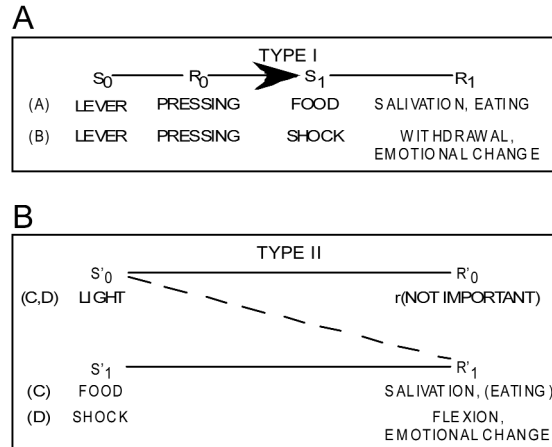 A
TYPE I
S0 R0 S1 R1
(A) LEVER PRESSING FOOD SALIVATION, EATING
(B) LEVER PRESSING SHOCK WITHDRAWAL,
EMOTIONAL CHANGE
B
TYPE II
S'0 R'0
(C,D) LIGHT r(NOT IMPORTANT)
S'1 R'1
(C) FOOD SALIVATION, (EATING)
(D) SHOCK FLEXION,
EMOTIONAL CHANGE